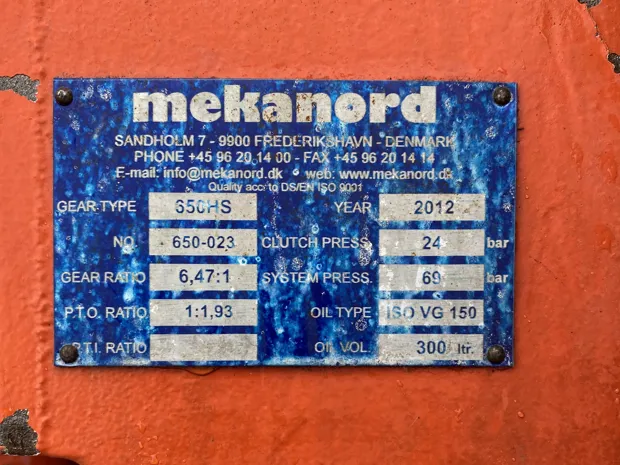 mekanord
SANDHOLM 7 - 9900 FREDERIKSHAVN - DENMARK
PHONE +45 96 20 14 00 - FAX +45 96 20 14 14
E-mail: info@mekanord.dk · web: www.mekanord.dk
Quality acc. to DS/EN ISO 9001
GEAR TYPE 650HS YEAR 2012
NO. 650-023 CLUTCH PRESS. 24 bar
GEAR RATIO 6,47:1 SYSTEM PRESS. 69 bar
P.T.O. RATIO 1:1,93 OIL TYPE ISO VG 150
P.T.I. RATIO OIL VOL. 300 ltr.